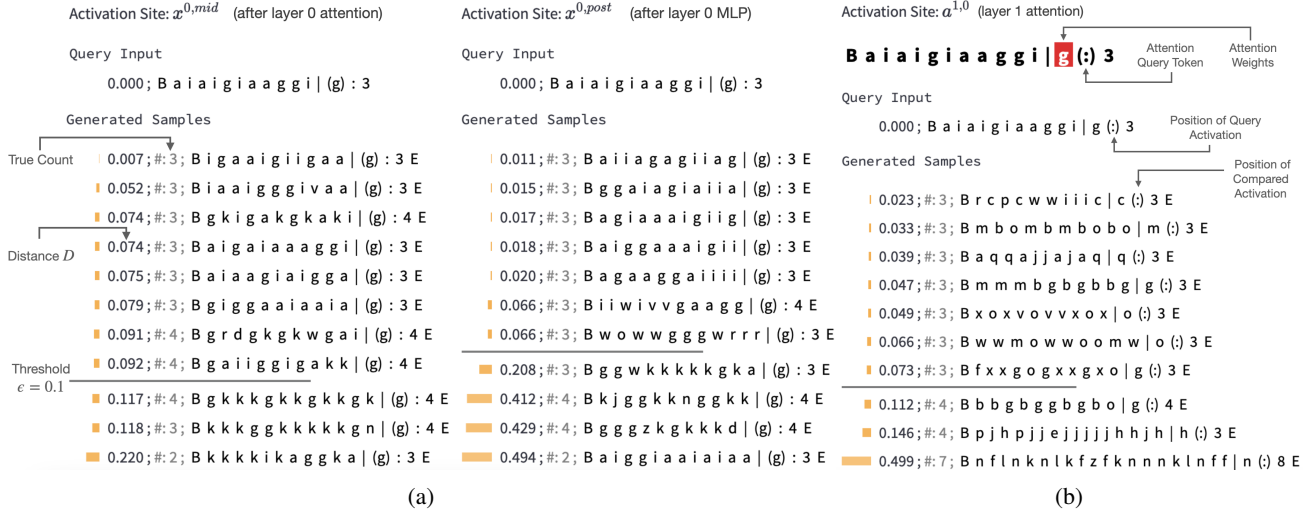 Activation Site: x^{0,mid} (after layer 0 attention)
Query Input
0.000; B a i a i g i a a g g i | (g) : 3
Generated Samples
True Count
0.007; #: 3; B i g a a i g i i g a a | (g) : 3 E
0.052; #: 3; B i a a i g g g i v a a | (g) : 3 E
0.074; #: 3; B g k i g a k g k a k i | (g) : 4 E
0.074; #: 3; B a i g a i a a a g g i | (g) : 3 E
Distance D
0.075; #: 3; B a i a a i g a i g g a | (g) : 3 E
0.079; #: 3; B g i g g a a i a a i a | (g) : 3 E
0.091; #: 4; B g r d g k g k w g a i | (g) : 4 E
0.092; #: 4; B g a i i g g i g a k k | (g) : 4 E
Threshold
ϵ = 0.1
0.117; #: 4; B g k k k g k k g k k g k | (g) : 4 E
0.118; #: 3; B k k k g g k k k k k g n | (g) : 4 E
0.220; #: 2; B k k k k i k a g g k a | (g) : 3 E
Activation Site: x^{0,post} (after layer 0 MLP)
Query Input
0.000; B a i a i g i a a g g i | (g) : 3
Generated Samples
0.011; #: 3; B a i i a g a g i i a g | (g) : 3 E
0.015; #: 3; B g g a i a g i a i i a | (g) : 3 E
0.017; #: 3; B a g i a a a i g i i g | (g) : 3 E
0.018; #: 3; B a i g g a a a i g i i | (g) : 3 E
0.020; #: 3; B a g a a g g a i i i i | (g) : 3 E
0.066; #: 3; B i i w i v v g a a g g | (g) : 4 E
0.066; #: 3; B w o w w g g g w r r r | (g) : 3 E
0.208; #: 3; B g g w k k k k k g k a | (g) : 3 E
0.412; #: 4; B k j g g k k n g g k k | (g) : 4 E
0.429; #: 4; B g g g z k g k k k d | (g) : 4 E
0.494; #: 2; B a i g g i a a i a i a a | (g) : 3 E
(a)
Activation Site: a^{1,0} (layer 1 attention)
B a i a i g i a a g g i | g (:) 3
Attention
Query Token
Attention
Weights
Query Input
0.000; B a i a i g i a a g g i | g (:) 3
Position of Query
Activation
Generated Samples
Position of
Compared
Activation
0.023; #: 3; B r c p c w w i i i c | c (:) 3 E
0.033; #: 3; B m b o m b m b o b o | m (:) 3 E
0.039; #: 3; B a q q a j j a j a q | q (:) 3 E
0.047; #: 3; B m m m b g b g b b g | g (:) 3 E
0.049; #: 3; B x o x v o v v x o x | o (:) 3 E
0.066; #: 3; B w w m o w w o o m w | o (:) 3 E
0.073; #: 3; B f x x g o g x x g x o | g (:) 3 E
0.112; #: 4; B b b g b g g b g b o | g (:) 4 E
0.146; #: 4; B p j h p j j e j j j j j h h j h | h (:) 3 E
0.499; #: 7; B n f l n k n l k f z f k n n n k l n f f | n (:) 8 E
(b)